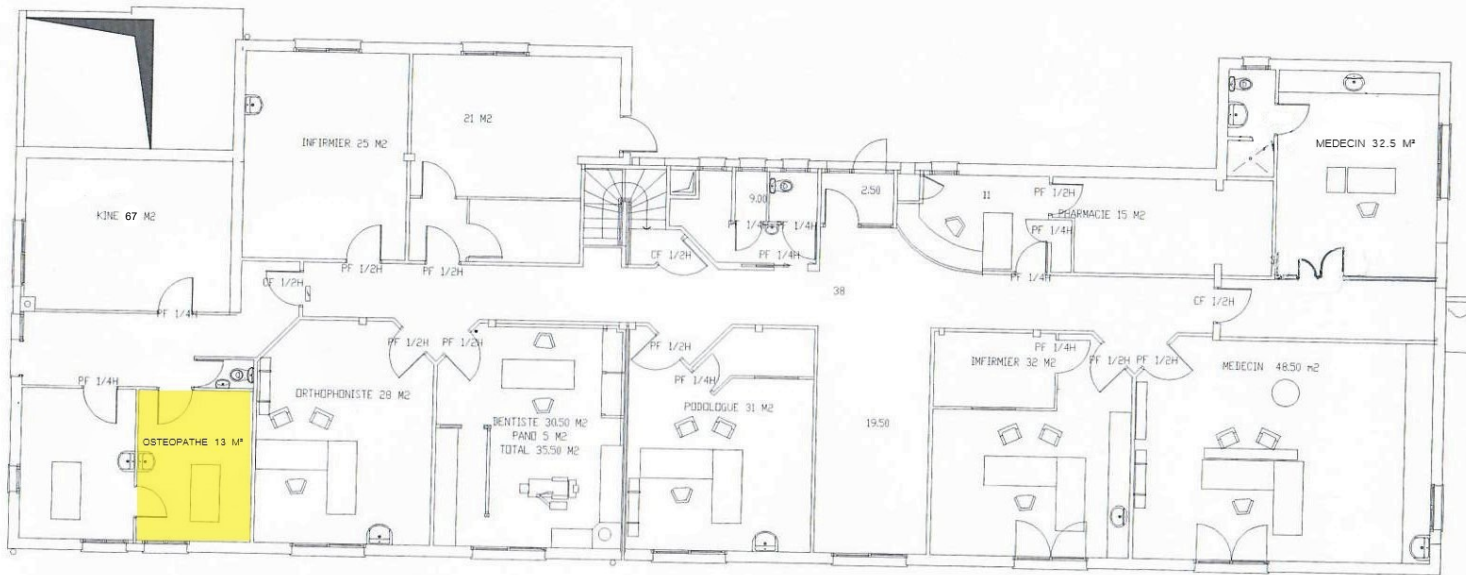 21 M2
INFIRMIER 25 M2
MEDECIN 32.5 M²
KINE 67 M2
9.00
2.50
11
PF 1/2H
PHARMACIE 15 M2
PF 1/4H
PF 1/4H
PF 1/4H
PF 1/4H
CF 1/2H
PF 1/2H
PF 1/2H
PF 1/4H
CF 1/2H
38
CF 1/2H
PF 1/4H
PF 1/2H
PF 1/2H
PF 1/2H
PF 1/4H
PF 1/2H
PF 1/2H
IMFIRMIER 32 M2
MEDECIN 48.50 m2
PF 1/4H
PF 1/4H
ORTHOPHONISTE 28 M2
PODOLOGUE 31 M2
DENTISTE 30.50 M2
PANO 5 M2
TOTAL 35.50 M2
19.50
OSTEOPATHE 13 M²